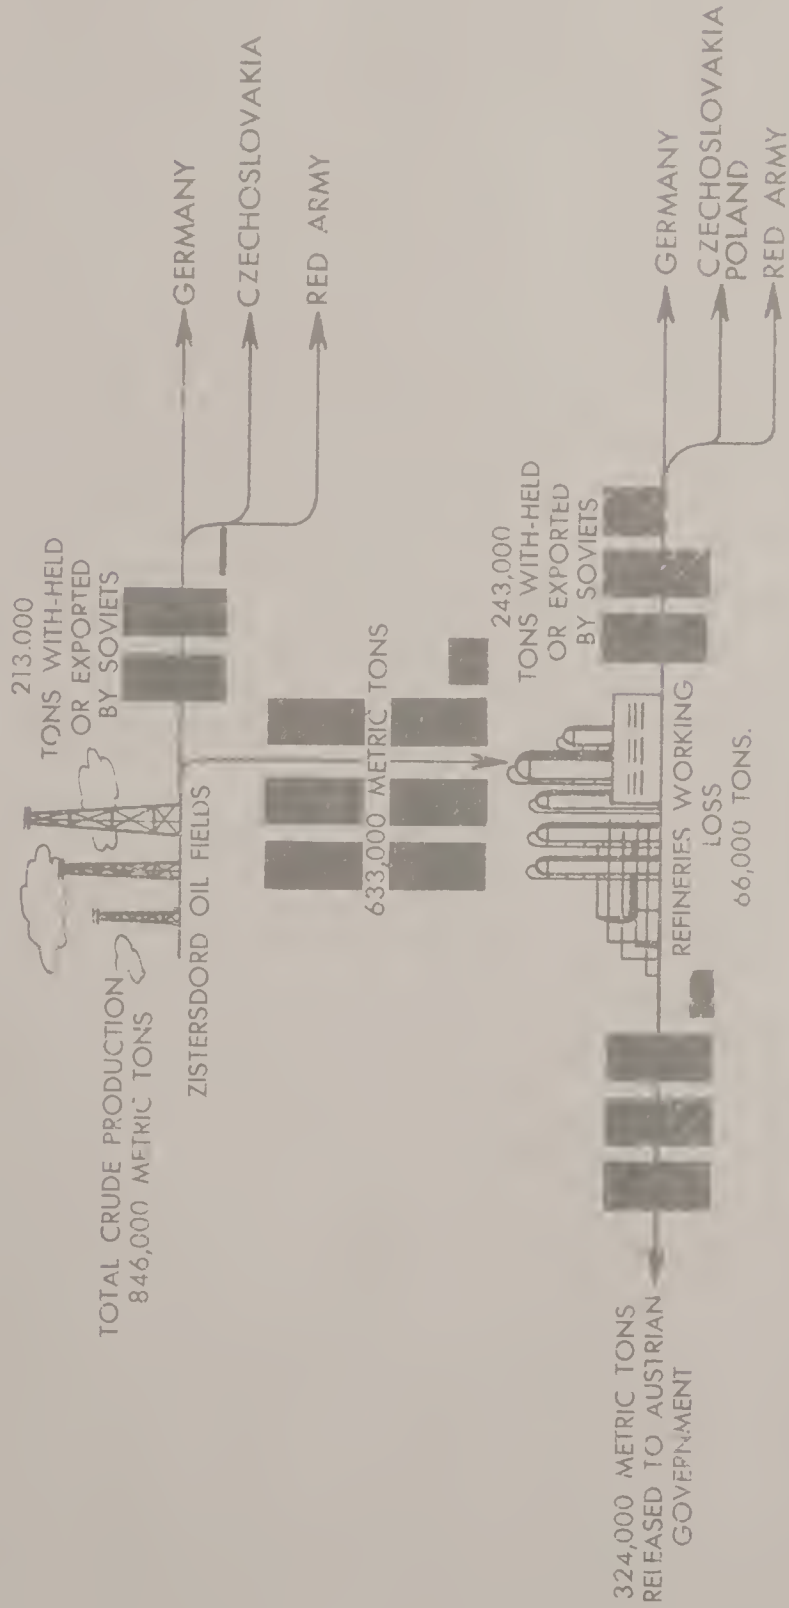 TOTAL CRUDE PRODUCTION
846,000 METRIC TONS
ZISTERSDORD OIL FIELDS
213.000
TONS WITH-HELD
OR EXPORTED
BY SOVIETS
GERMANY
CZECHOSLOVAKIA
RED ARMY
633,000 METRIC TONS
243,000
TONS WITH-HELD
OR EXPORTED
BY SOVIETS
GERMANY
CZECHOSLOVAKIA
POLAND
RED ARMY
REFINERIES WORKING
LOSS
66,000 TONS.
324,000 METRIC TONS
RELEASED TO AUSTRIAN
GOVERNMENT